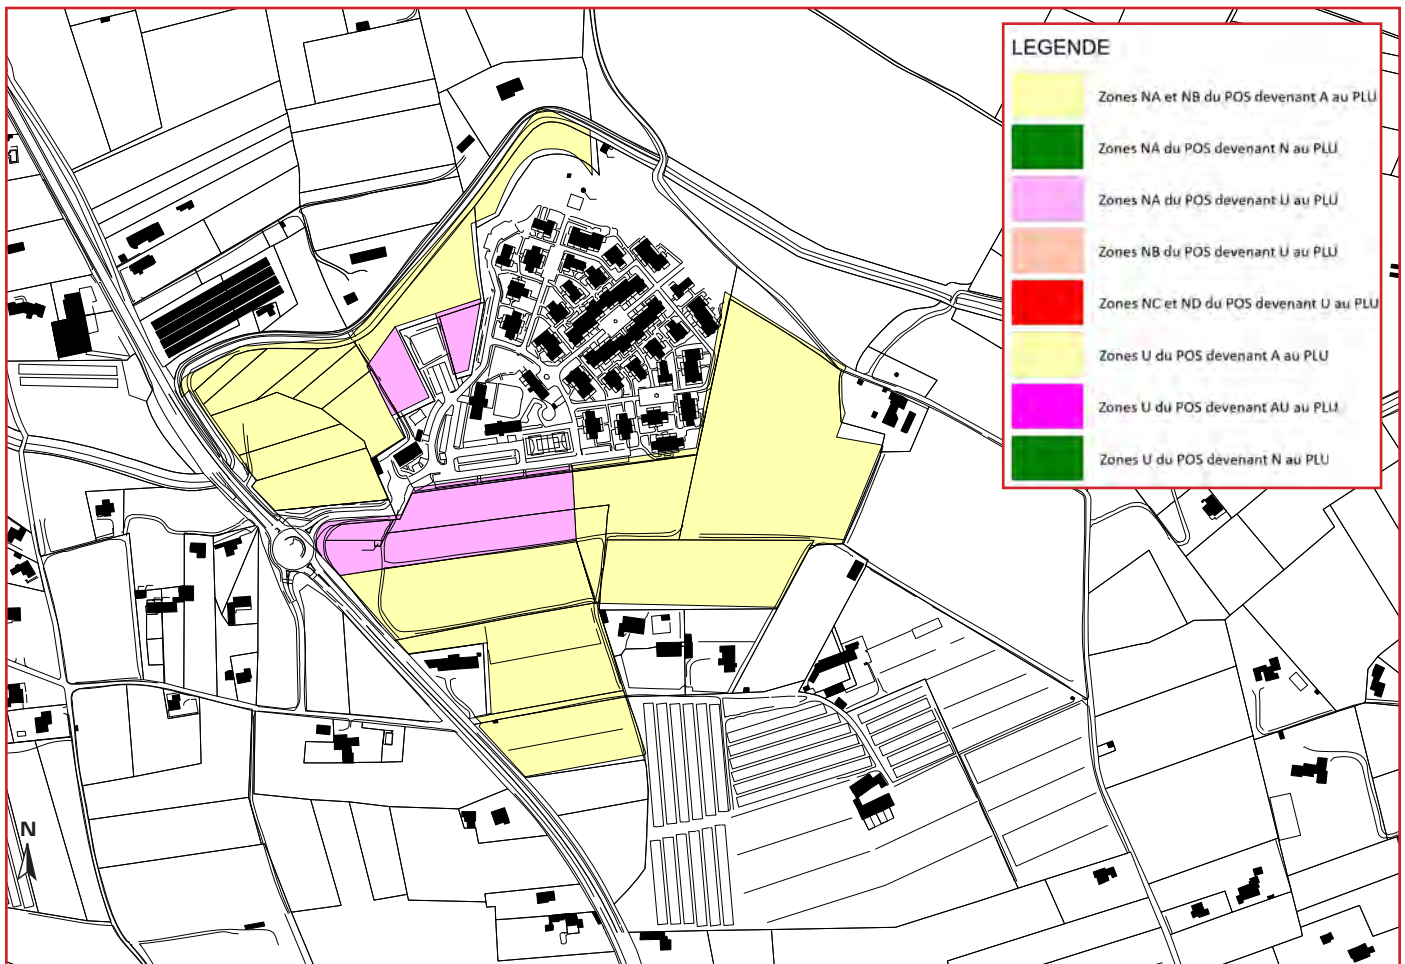 LEGENDE
Zones NA et NB du POS devenant A au PLU
Zones NA du POS devenant N au PLU
Zones NA du POS devenant U au PLU
Zones NB du POS devenant U au PLU
Zones NC et ND du POS devenant U au PLU
Zones U du POS devenant A au PLU
Zones U du POS devenant AU au PLU
Zones U du POS devenant N au PLU
N